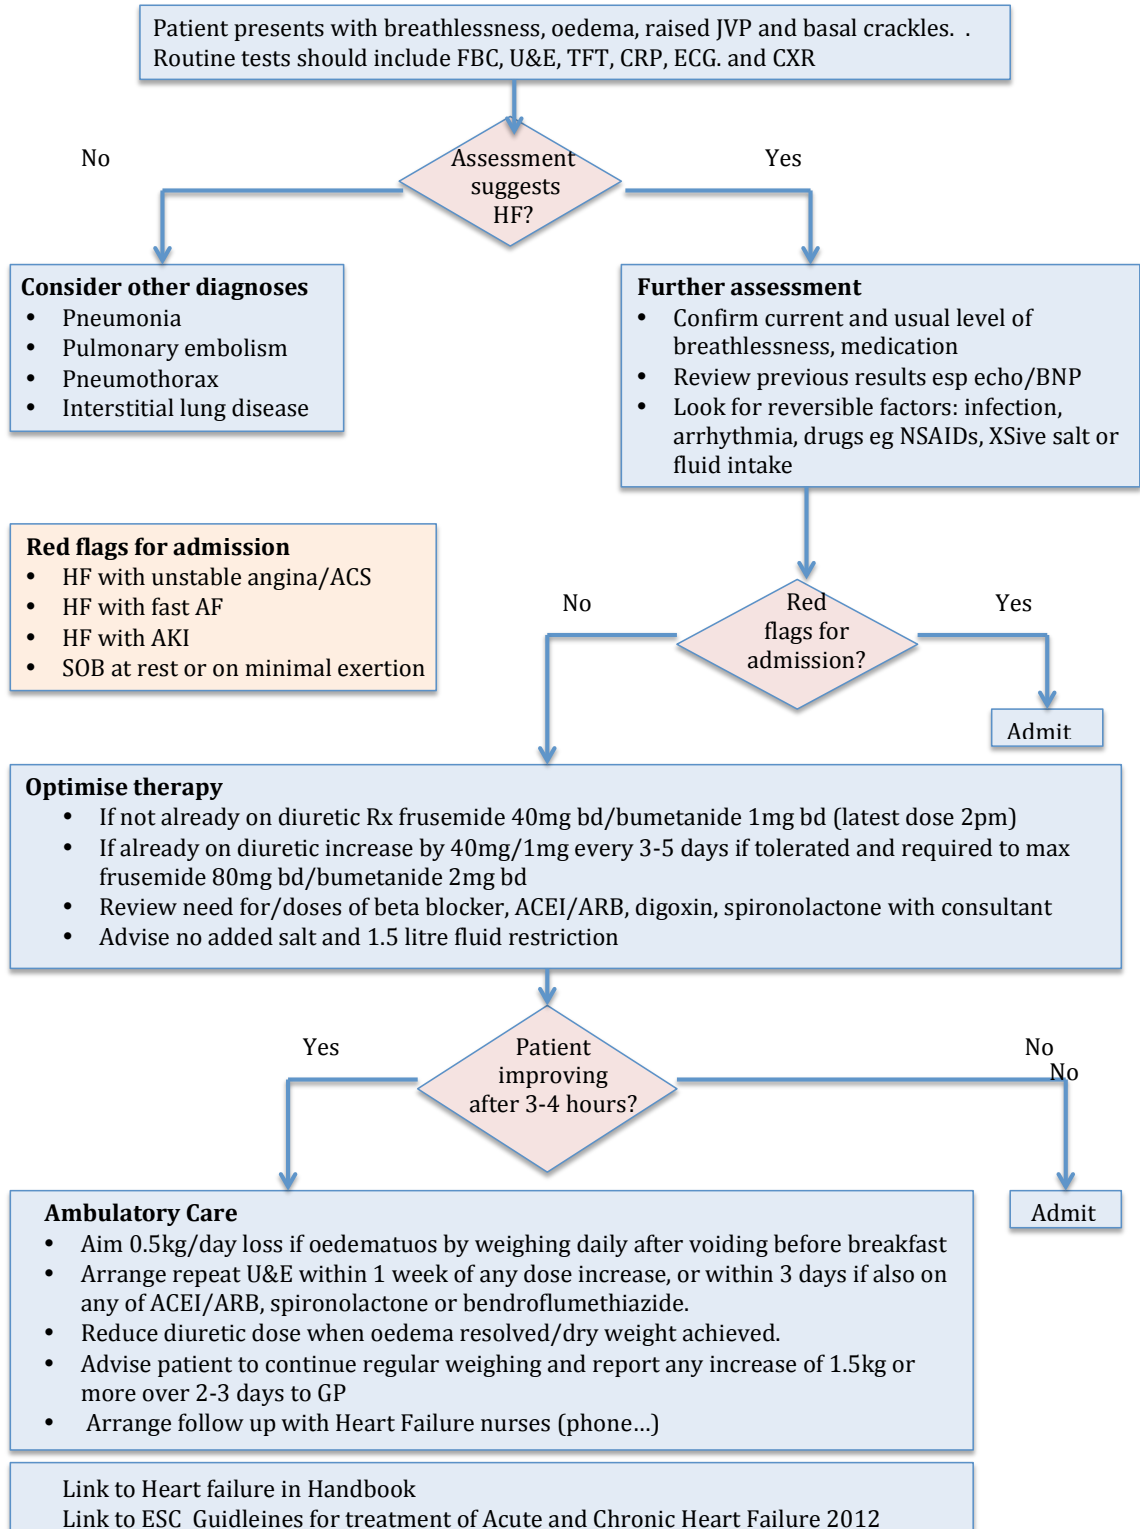 Patient presents with breathlessness, oedema, raised JVP and basal crackles. .
Routine tests should include FBC, U&E, TFT, CRP, ECG. and CXR
No
Assessment
suggests
HF?
Yes
Consider other diagnoses
• Pneumonia
• Pulmonary embolism
• Pneumothorax
• Interstitial lung disease
Further assessment
• Confirm current and usual level of
breathlessness, medication
• Review previous results esp echo/BNP
• Look for reversible factors: infection,
arrhythmia, drugs eg NSAIDs, XSive salt or
fluid intake
Red flags for admission
• HF with unstable angina/ACS
• HF with fast AF
• HF with AKI
• SOB at rest or on minimal exertion
No
Red
flags for
admission?
Yes
Admit
Optimise therapy
• If not already on diuretic Rx frusemide 40mg bd/bumetanide 1mg bd (latest dose 2pm)
• If already on diuretic increase by 40mg/1mg every 3-5 days if tolerated and required to max
frusemide 80mg bd/bumetanide 2mg bd
• Review need for/doses of beta blocker, ACEI/ARB, digoxin, spironolactone with consultant
• Advise no added salt and 1.5 litre fluid restriction
Yes
Patient
improving
after 3-4 hours?
No
No
Ambulatory Care
• Aim 0.5kg/day loss if oedematuos by weighing daily after voiding before breakfast
• Arrange repeat U&E within 1 week of any dose increase, or within 3 days if also on
any of ACEI/ARB, spironolactone or bendroflumethiazide.
• Reduce diuretic dose when oedema resolved/dry weight achieved.
• Advise patient to continue regular weighing and report any increase of 1.5kg or
more over 2-3 days to GP
• Arrange follow up with Heart Failure nurses (phone…)
Admit
Link to Heart failure in Handbook
Link to ESC Guidleines for treatment of Acute and Chronic Heart Failure 2012